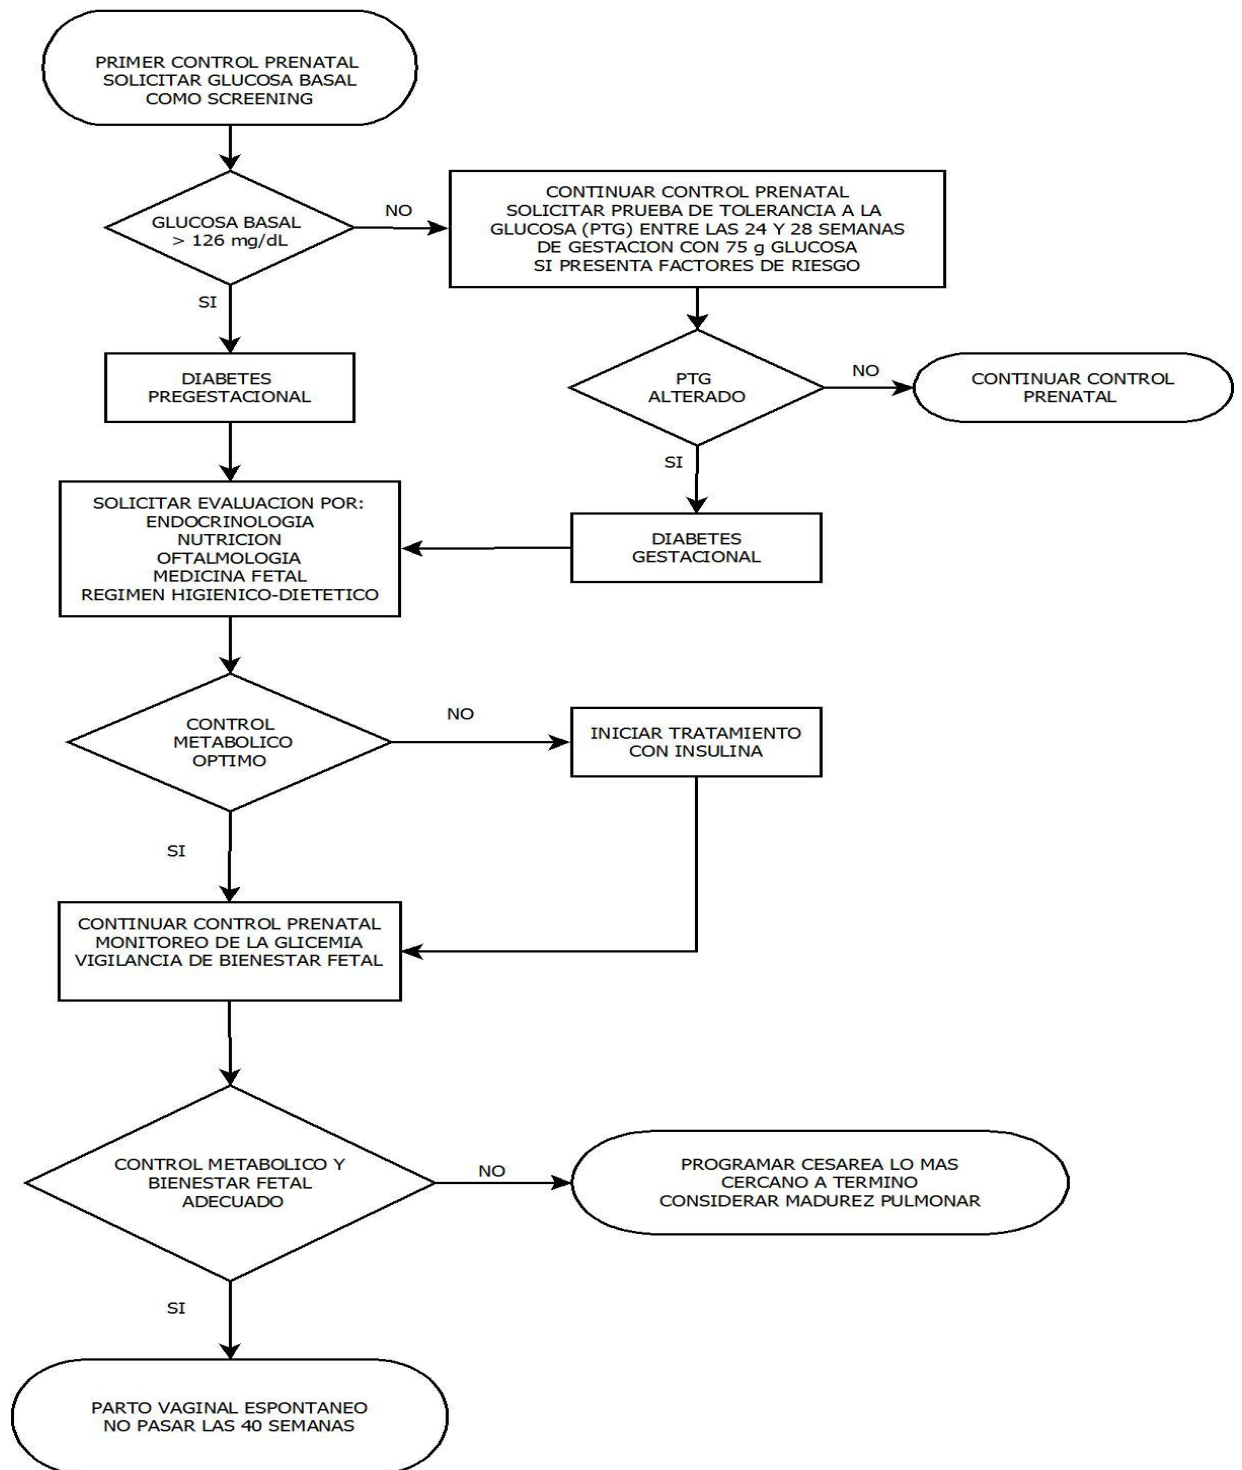 PRIMER CONTROL PRENATAL
SOLICITAR GLUCOSA BASAL
COMO SCREENING
GLUCOSA BASAL
> 126 mg/dL
NO
CONTINUAR CONTROL PRENATAL
SOLICITAR PRUEBA DE TOLERANCIA A LA
GLUCOSA (PTG) ENTRE LAS 24 Y 28 SEMANAS
DE GESTACION CON 75 g GLUCOSA
SI PRESENTA FACTORES DE RIESGO
SI
DIABETES
PREGESTACIONAL
PTG
ALTERADO
NO
CONTINUAR CONTROL
PRENATAL
SI
SOLICITAR EVALUACION POR:
ENDOCRINOLOGIA
NUTRICION
OFTALMOLOGIA
MEDICINA FETAL
REGIMEN HIGIENICO-DIETETICO
DIABETES
GESTACIONAL
CONTROL
METABOLICO
OPTIMO
NO
INICIAR TRATAMIENTO
CON INSULINA
SI
CONTINUAR CONTROL PRENATAL
MONITOREO DE LA GLICEMIA
VIGILANCIA DE BIENESTAR FETAL
CONTROL METABOLICO Y
BIENESTAR FETAL
ADECUADO
NO
PROGRAMAR CESAREA LO MAS
CERCANO A TERMINO
CONSIDERAR MADUREZ PULMONAR
SI
PARTO VAGINAL ESPONTANEO
NO PASAR LAS 40 SEMANAS